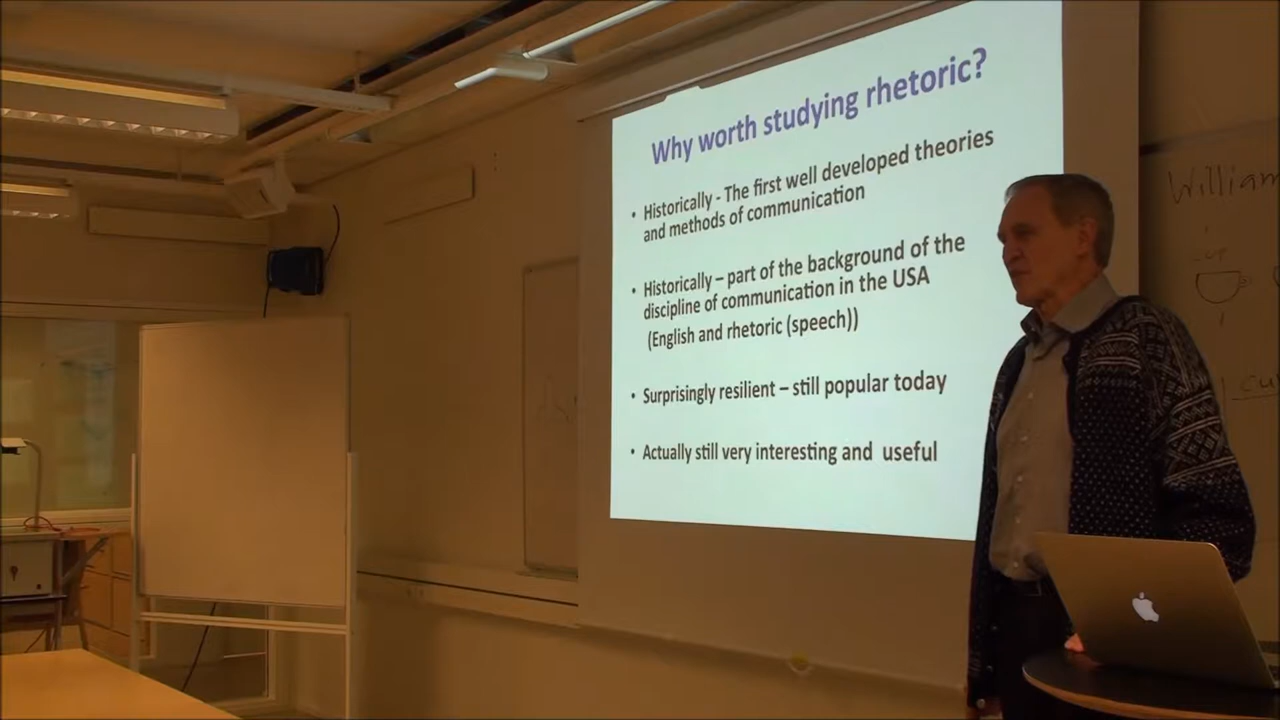 Why worth studying rhetoric?
• Historically - The first well developed theories
and methods of communication
• Historically – part of the background of the
discipline of communication in the USA
(English and rhetoric (speech))
• Surprisingly resilient – still popular today
• Actually still very interesting and useful
William